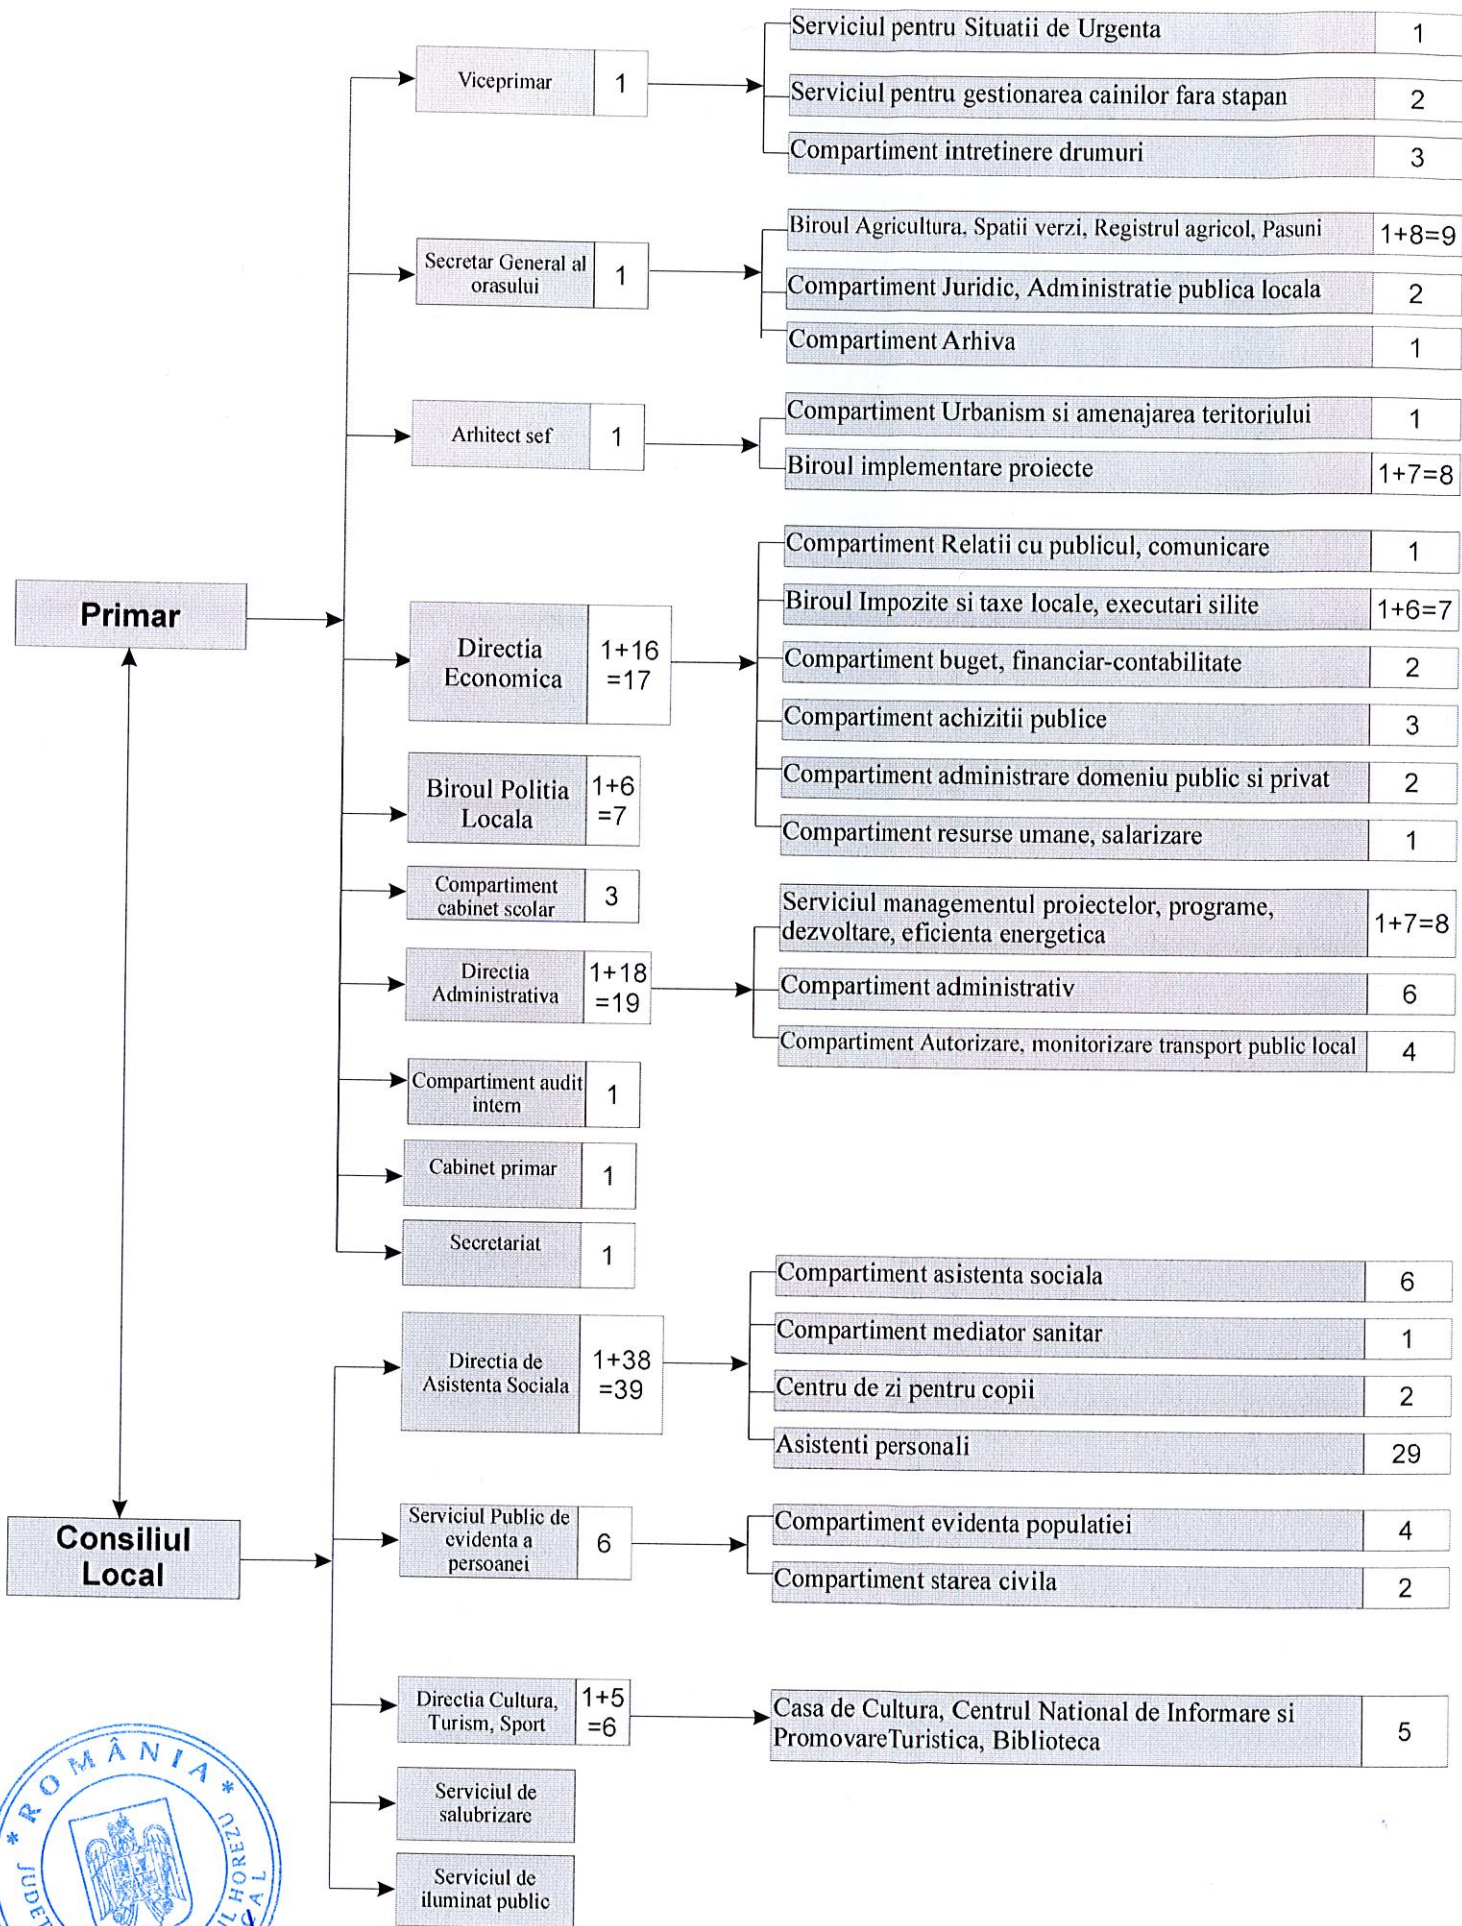 Serviciul pentru Situatii de Urgenta 1
Viceprimar 1
Serviciul pentru gestionarea cainilor fara stapan 2
Compartiment intretinere drumuri 3
Biroul Agricultura, Spatii verzi, Registrul agricol, Pasuni 1+8=9
Secretar General al
orasului
1
Compartiment Juridic, Administratie publica locala 2
Compartiment Arhiva 1
Compartiment Urbanism si amenajarea teritoriului 1
Arhitect sef 1
Biroul implementare proiecte 1+7=8
Primar
Compartiment Relatii cu publicul, comunicare 1
Biroul Impozite si taxe locale, executari silite 1+6=7
Directia
Economica
1+16
=17
Compartiment buget, financiar-contabilitate 2
Compartiment achizitii publice 3
Compartiment administrare domeniu public si privat 2
Compartiment resurse umane, salarizare 1
Biroul Politia
Locala
1+6
=7
Compartiment
cabinet scolar
3
Directia
Administrativa
1+18
=19
Serviciul managementul proiectelor, programe,
dezvoltare, eficienta energetica
1+7=8
Compartiment administrativ 6
Compartiment Autorizare, monitorizare transport public local 4
Compartiment audit
intern
1
Cabinet primar 1
Secretariat 1
Consiliul
Local
Directia de
Asistenta Sociala
1+38
=39
Compartiment asistenta sociala 6
Compartiment mediator sanitar 1
Centru de zi pentru copii 2
Asistenti personali 29
Serviciul Public de
evidenta a
persoanei
6
Compartiment evidenta populatiei 4
Compartiment starea civila 2
Directia Cultura,
Turism, Sport
1+5
=6
Casa de Cultura, Centrul National de Informare si
PromovareTuristica, Biblioteca
5
Serviciul de
salubrizare
Serviciul de
iluminat public
* ROMÂNIA *
HOREZU